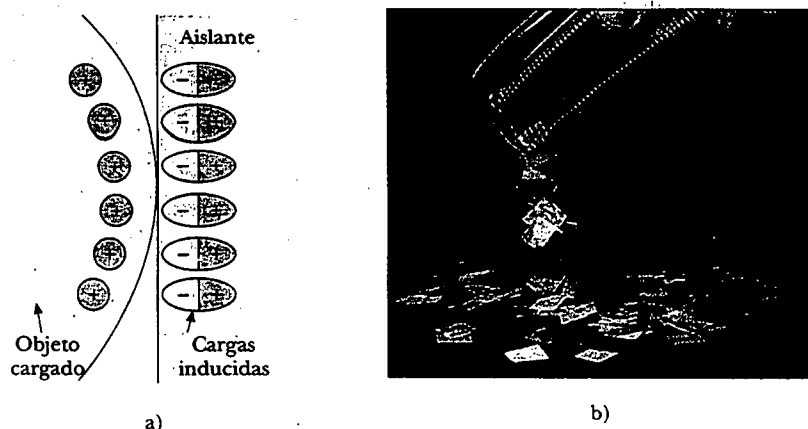 Aislante
− +
− +
+ − +
+ − +
+ − +
+ − +
Objeto
cargado
Cargas
inducidas
a)
b)